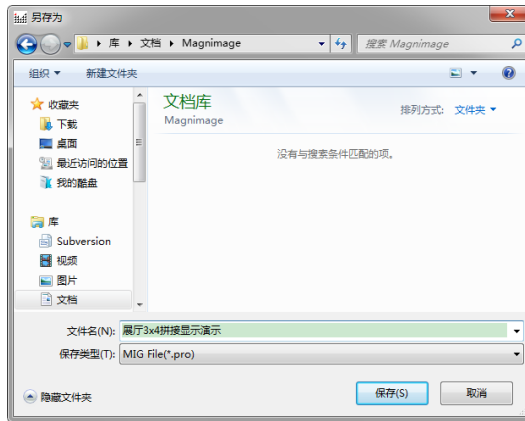 另存为
库 文档 Magnimage
搜索 Magnimage
组织 新建文件夹
收藏夹
下载
桌面
最近访问的位置
我的酷盘
库
Subversion
视频
图片
文档
文档库
Magnimage
排列方式: 文件夹
没有与搜索条件匹配的项。
文件名(N): 展厅3x4拼接显示演示
保存类型(T): MIG File(*.pro)
隐藏文件夹
保存(S) 取消